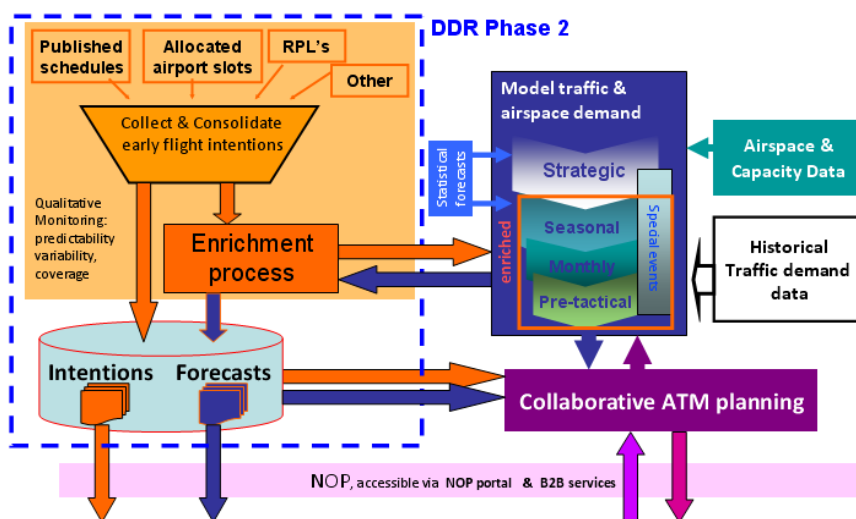 DDR Phase 2
Published
schedules
Allocated
airport slots
RPL's
Other
Collect & Consolidate
early flight intentions
Qualitative
Monitoring:
predictability
variability,
coverage
Enrichment
process
Intentions
Forecasts
Model traffic &
airspace demand
Statistical
forecasts
Strategic
Seasonal
Monthly
Pre-tactical
enriched
Special events
Airspace &
Capacity Data
Historical
Traffic demand
data
Collaborative ATM planning
NOP, accessible via NOP portal & B2B services